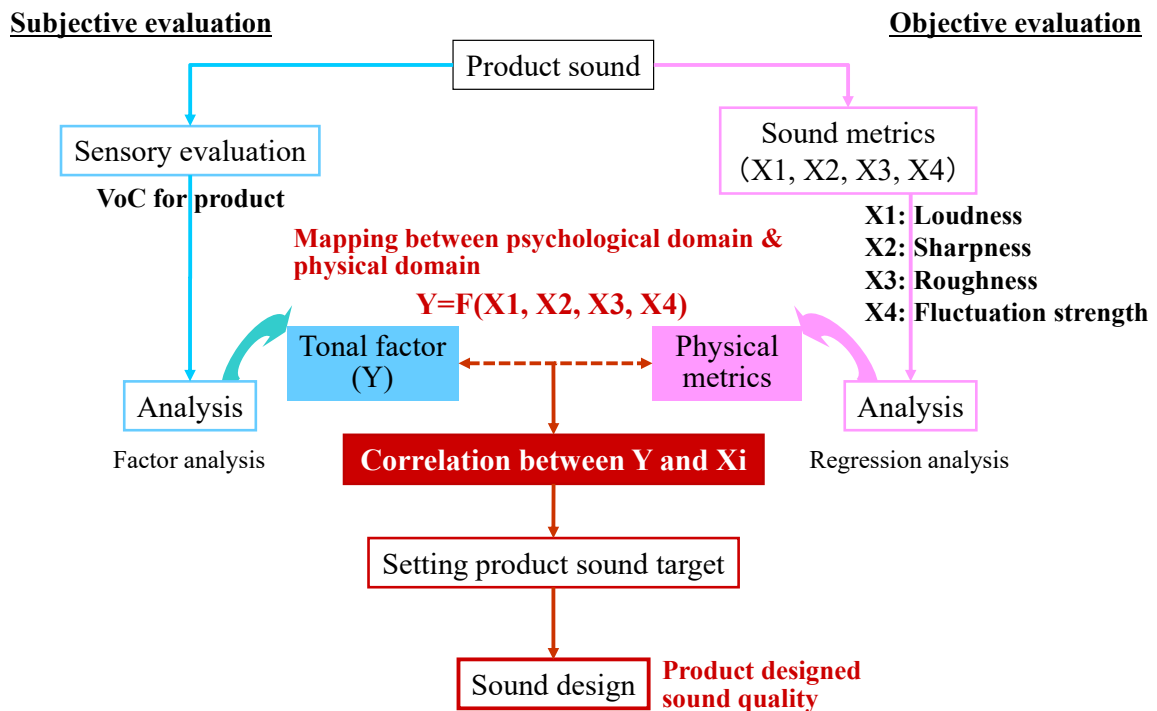 Subjective evaluation
Objective evaluation
Product sound
Sensory evaluation
VoC for product
Sound metrics
（X1, X2, X3, X4）
X1: Loudness
X2: Sharpness
X3: Roughness
X4: Fluctuation strength
Mapping between psychological domain &
physical domain
Y=F(X1, X2, X3, X4)
Tonal factor
(Y)
Physical
metrics
Analysis
Factor analysis
Analysis
Regression analysis
Correlation between Y and Xi
Setting product sound target
Sound design
Product designed
sound quality